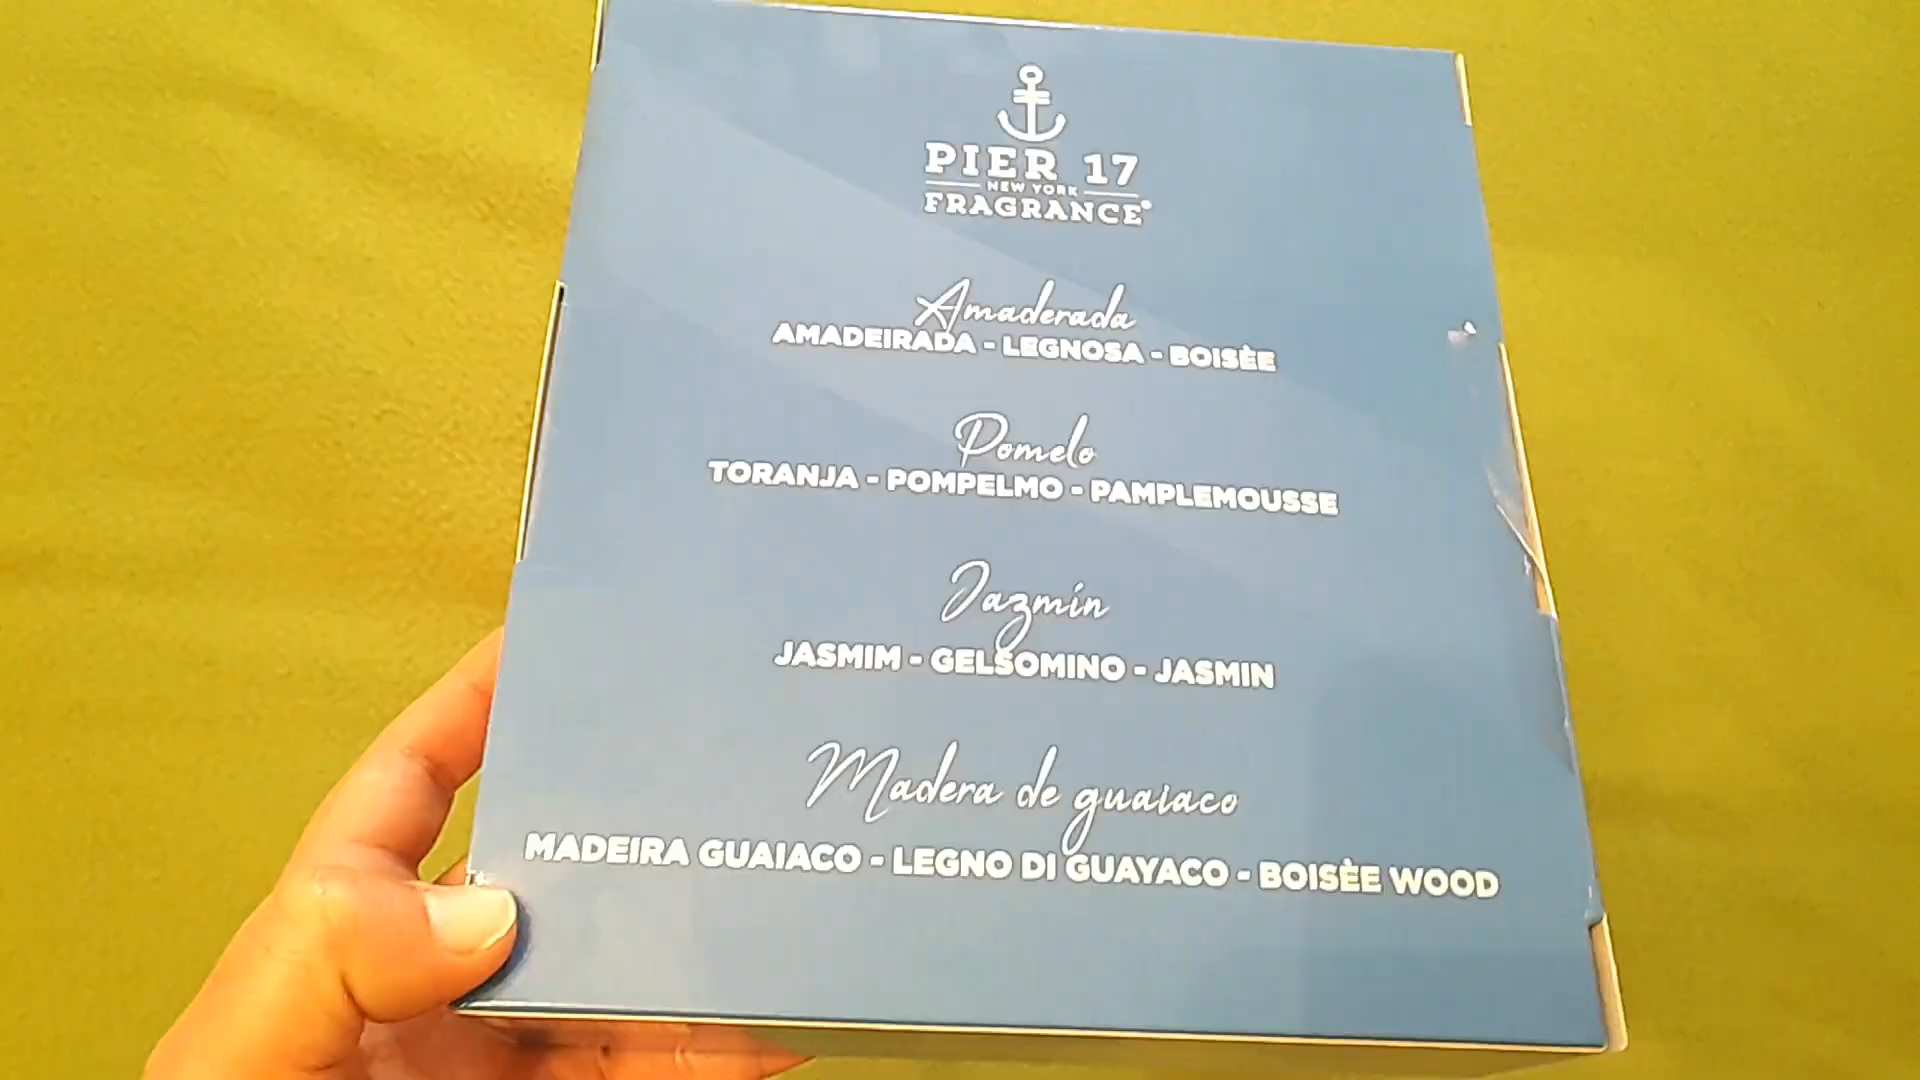 PIER 17
NEW YORK
FRAGRANCE®
Amaderada
AMADEIRADA - LEGNOSA - BOISÈE
Pomelo
TORANJA - POMPELMO - PAMPLEMOUSSE
Jazmín
JASMIM - GELSOMINO - JASMIN
Madera de guaiaco
MADEIRA GUAIACO - LEGNO DI GUAYACO - BOISÈE WOOD